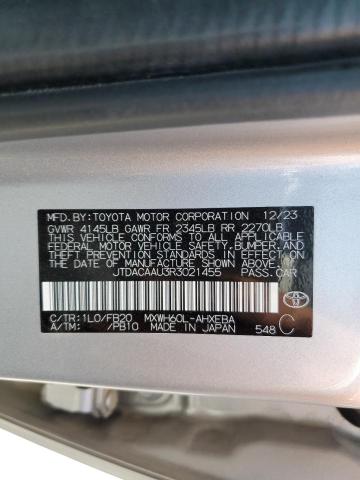 MFD.BY:TOYOTA MOTOR CORPORATION 12/23
GVWR 4145LB GAWR FR 2345LB RR 2270LB
THIS VEHICLE CONFORMS TO ALL APPLICABLE
FEDERAL MOTOR VEHICLE SAFETY,BUMPER,AND
THEFT PREVENTION STANDARDS IN EFFECT ON
THE DATE OF MANUFACTURE SHOWN ABOVE.
JTDACAAU3R3021455 PASS.CAR
C/TR:1L0/FB20 MXWH60L-AHXEBA
A/TM: /PB10 MADE IN JAPAN 548 C
TOYOTA